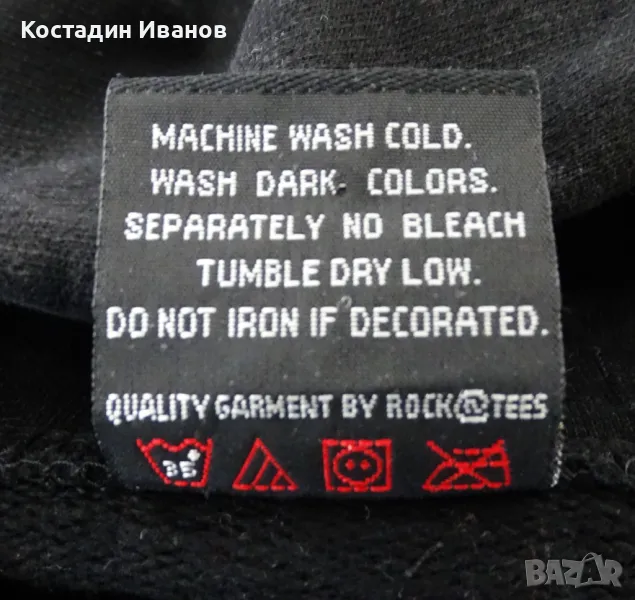 Костадин Иванов
MACHINE WASH COLD.
WASH DARK COLORS.
SEPARATELY NO BLEACH
TUMBLE DRY LOW.
DO NOT IRON IF DECORATED.
QUALITY GARMENT BY ROCK N TEES
35°
BAZAR